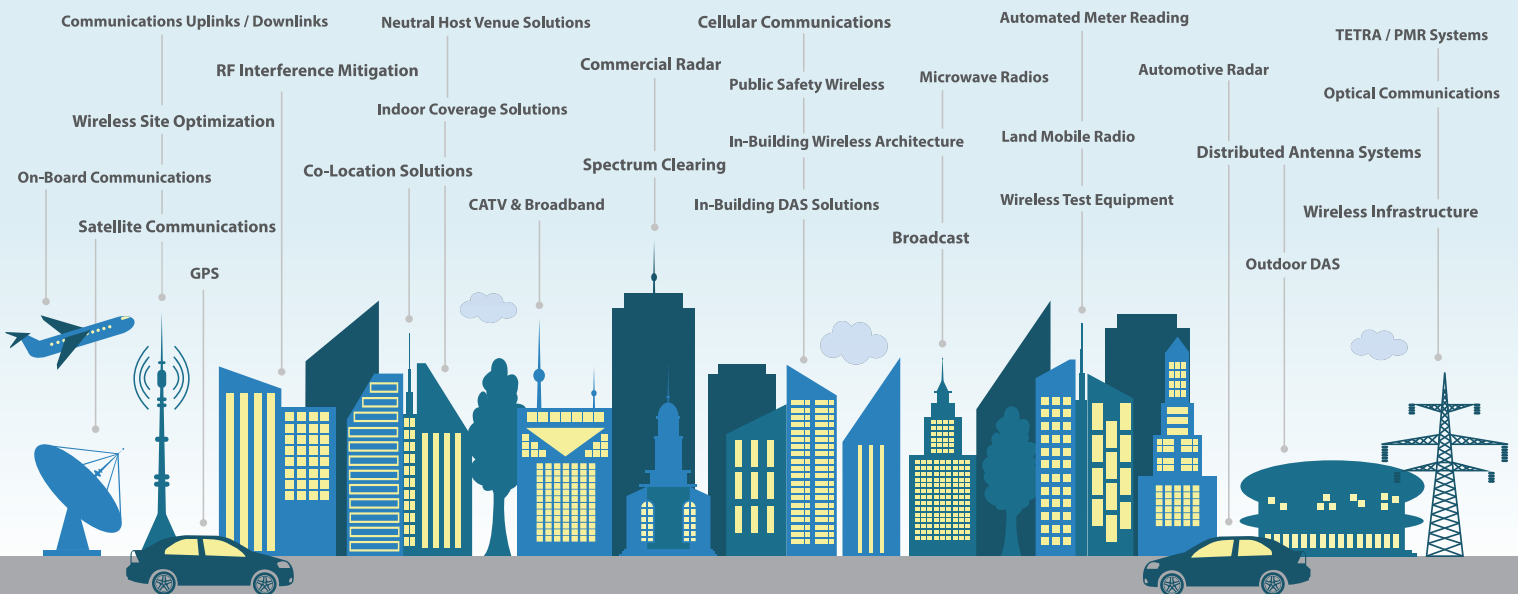 Communications Uplinks / Downlinks
Neutral Host Venue Solutions
Cellular Communications
Automated Meter Reading
TETRA / PMR Systems
RF Interference Mitigation
Commercial Radar
Public Safety Wireless
Microwave Radios
Automotive Radar
Optical Communications
Wireless Site Optimization
Indoor Coverage Solutions
In-Building Wireless Architecture
Land Mobile Radio
Distributed Antenna Systems
On-Board Communications
Co-Location Solutions
Spectrum Clearing
Wireless Test Equipment
Satellite Communications
CATV & Broadband
In-Building DAS Solutions
Broadcast
Wireless Infrastructure
GPS
Outdoor DAS